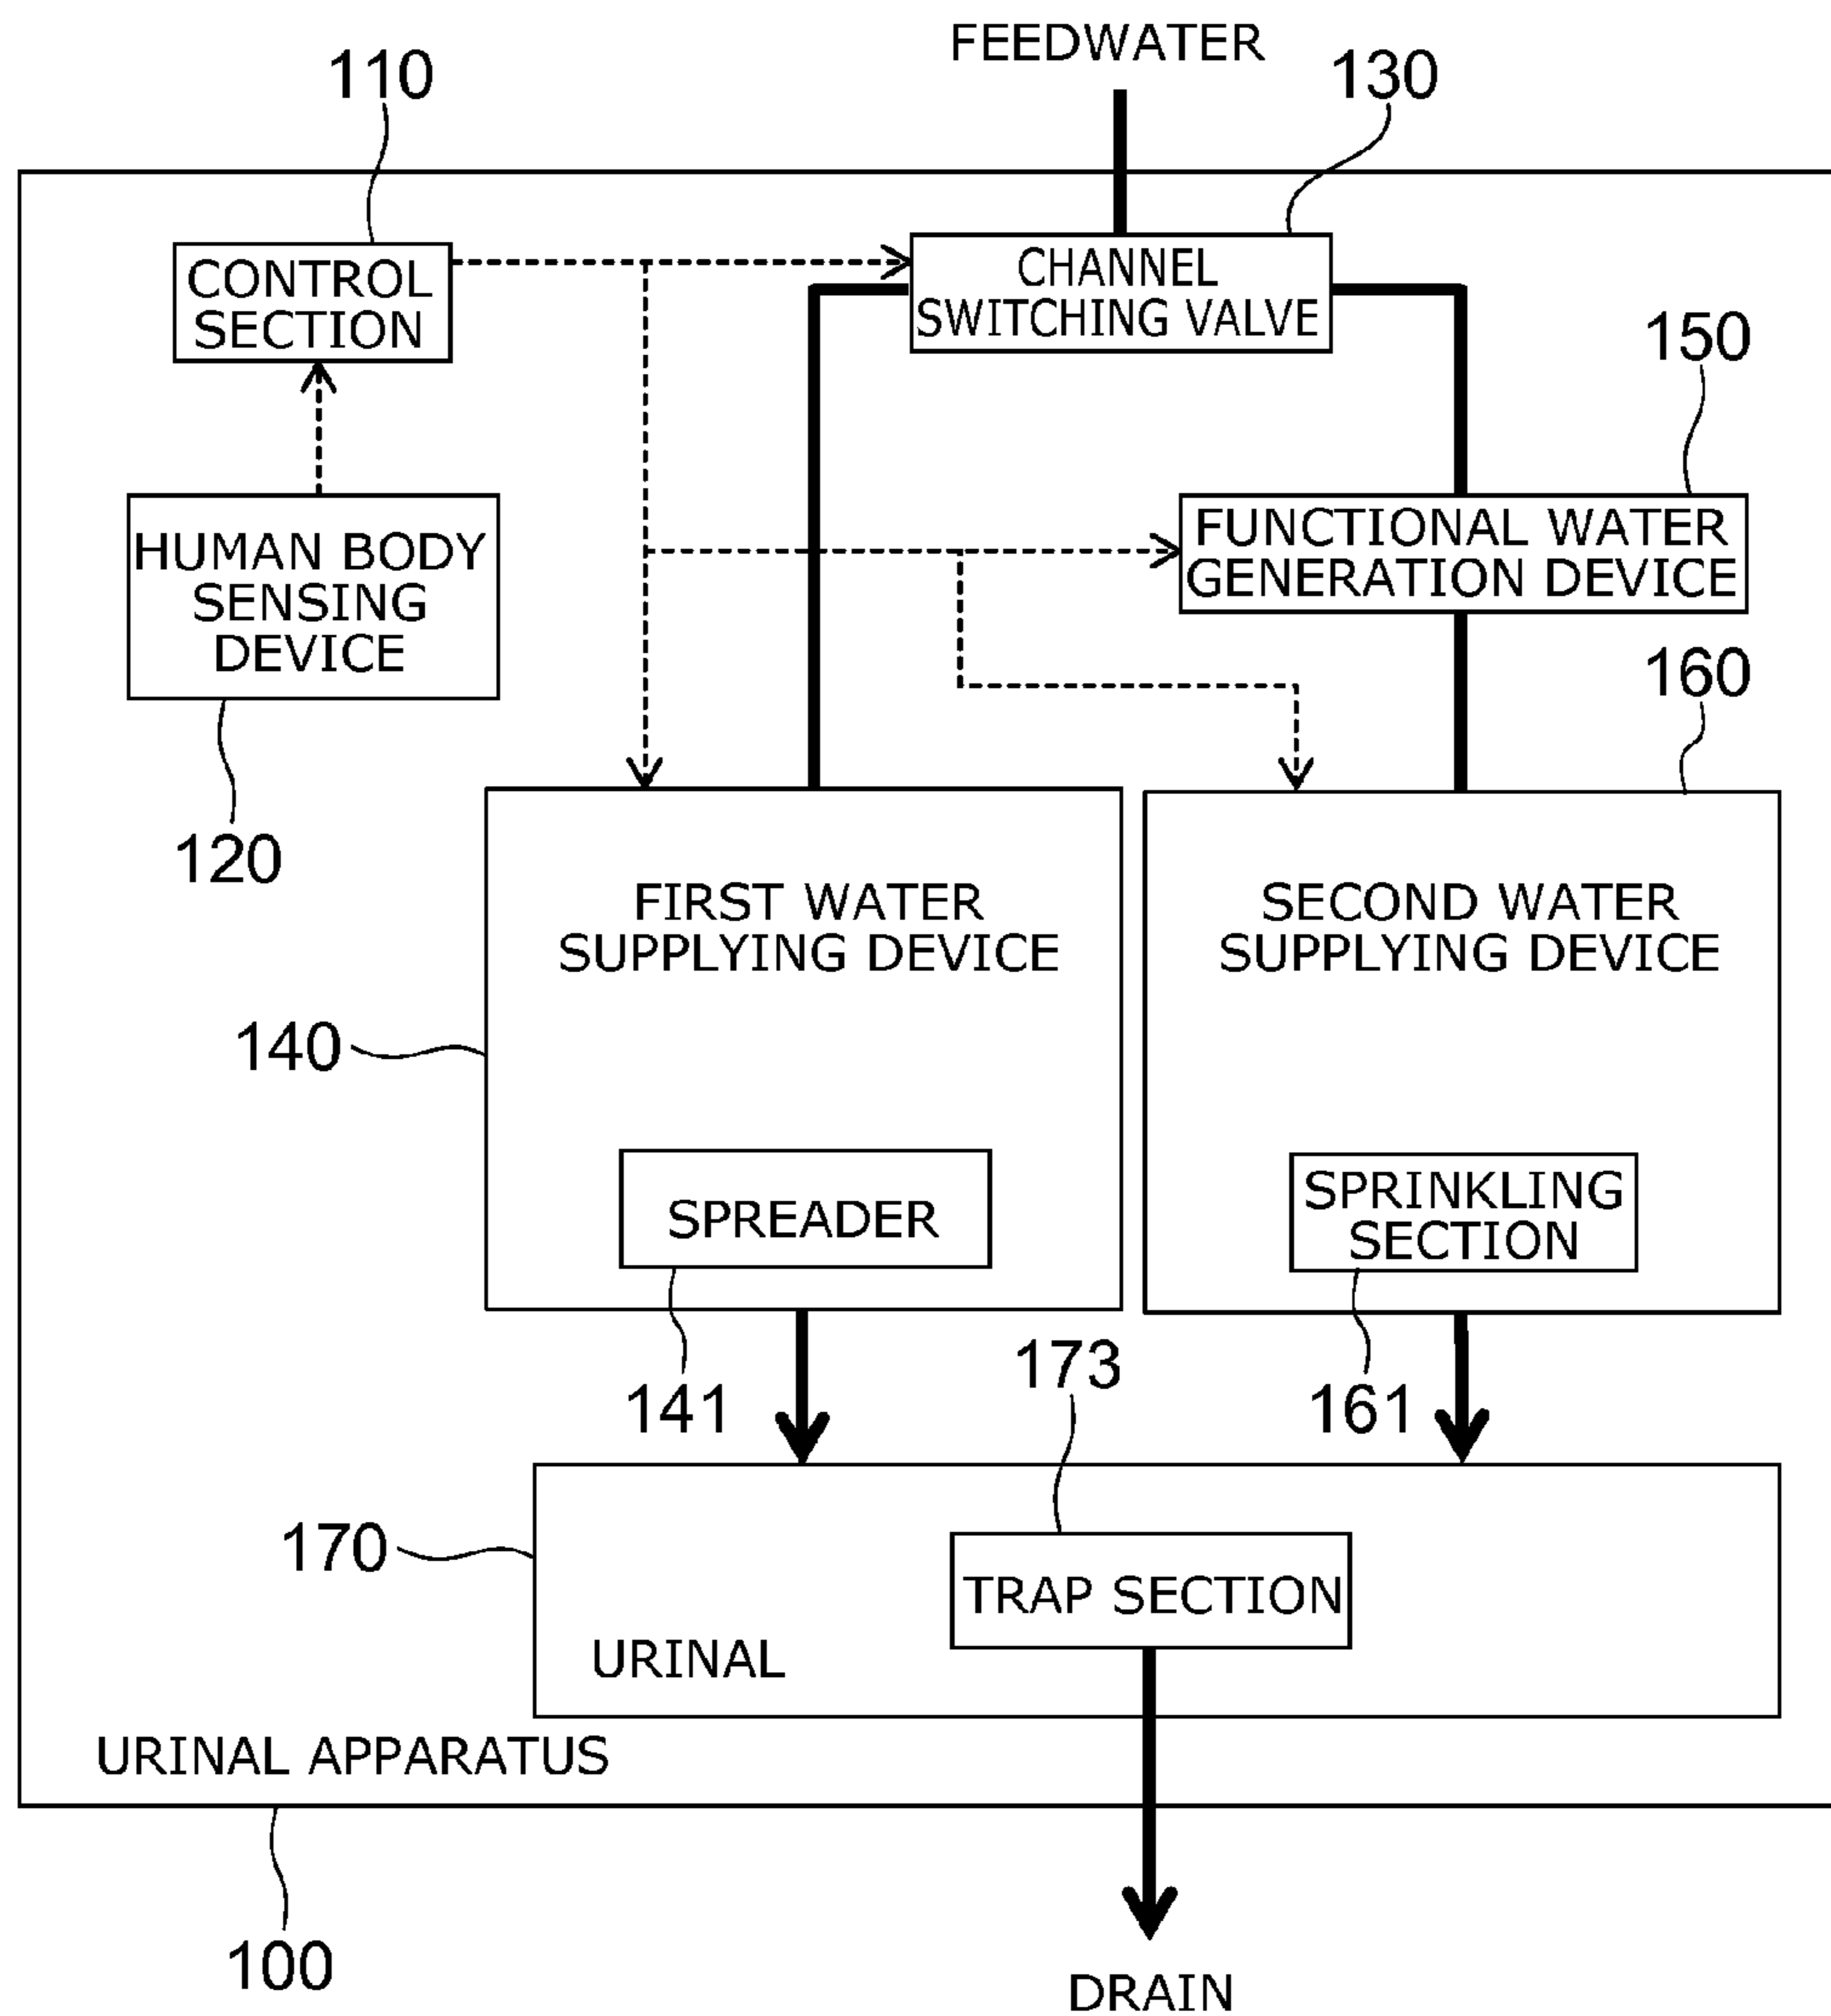 FEEDWATER
110
130
CONTROL
SECTION
CHANNEL
SWITCHING VALVE
150
HUMAN BODY
SENSING
DEVICE
FUNCTIONAL WATER
GENERATION DEVICE
160
120
FIRST WATER
SUPPLYING DEVICE
SECOND WATER
SUPPLYING DEVICE
140
SPREADER
SPRINKLING
SECTION
141
173
161
170
TRAP SECTION
URINAL
URINAL APPARATUS
100
DRAIN